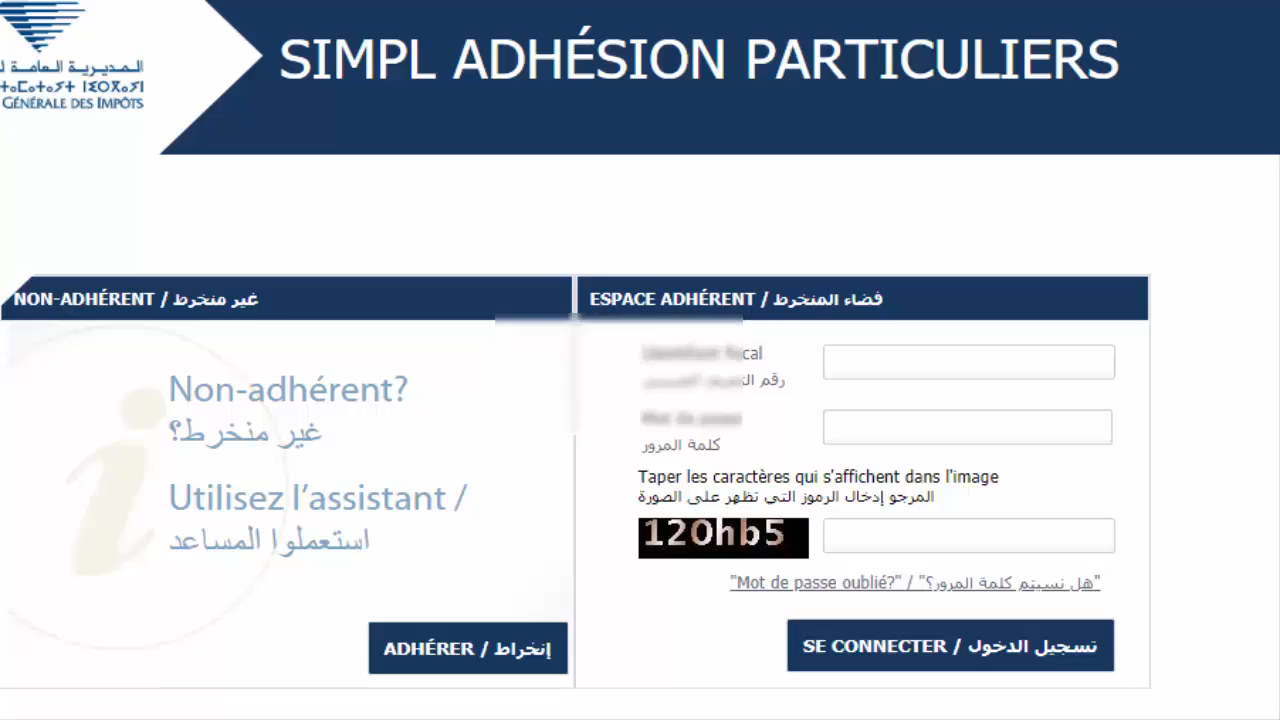 المديرية العامة
GÉNÉRALE DES IMPÔTS
SIMPL ADHÉSION PARTICULIERS
NON-ADHÉRENT / غير منخرط
Non-adhérent?
غير منخرط؟
Utilisez l'assistant /
استعملوا المساعد
ADHÉRER / إنخراط
ESPACE ADHÉRENT / فضاء المنخرط
رقم
كلمة المرور
Taper les caractères qui s'affichent dans l'image
المرجو إدخال الرموز التي تظهر على الصورة
120hb5
"Mot de passe oublié?" / "هل نسيتم كلمة المرور؟"
SE CONNECTER / تسجيل الدخول